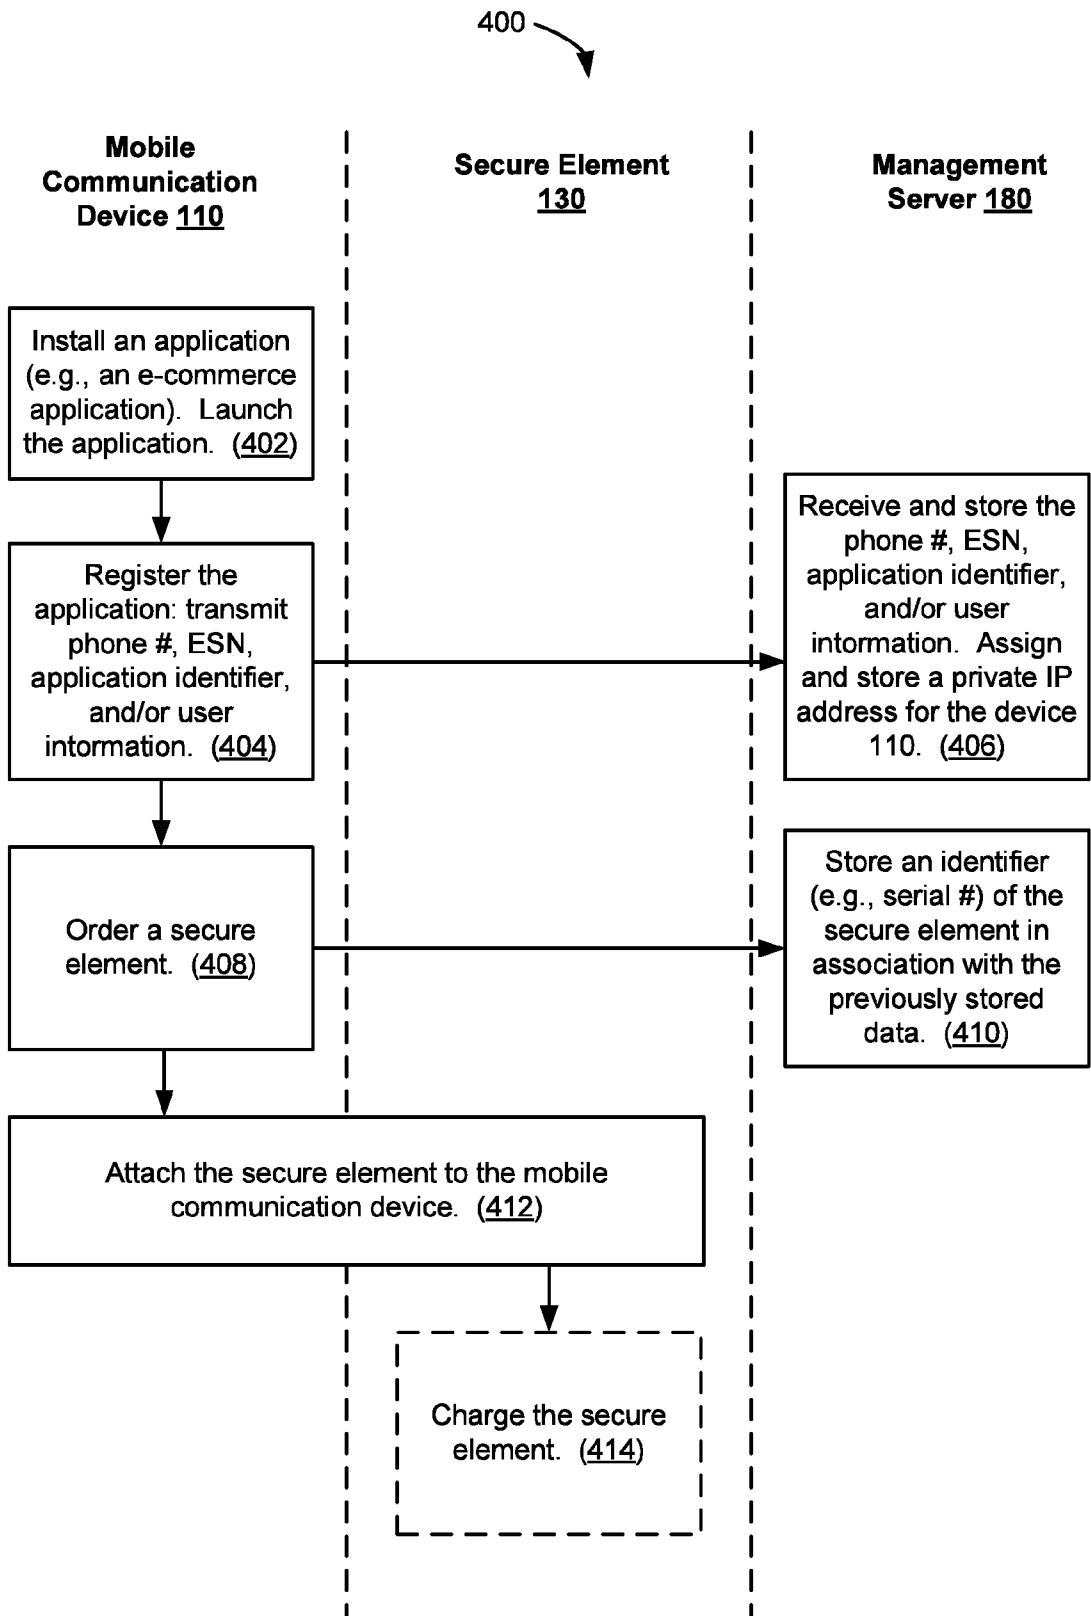 400
Mobile
Communication
Device 110
Secure Element
130
Management
Server 180
Install an application
(e.g., an e-commerce
application).  Launch
the application.  (402)
Register the
application: transmit
phone #, ESN,
application identifier,
and/or user
intormation.  (404)
Receive and store the
phone #, ESN,
application identifier,
and/or user
intormation.  Assign
and store a private IP
address for the device
110.  (406)
Order a secure
element.  (408)
Store an identifier
(e.g., serial #) of the
secure element in
association with the
previously stored
data.  (410)
Attach the secure element to the mobile
communication device.  (412)
Charge the secure
element.  (414)